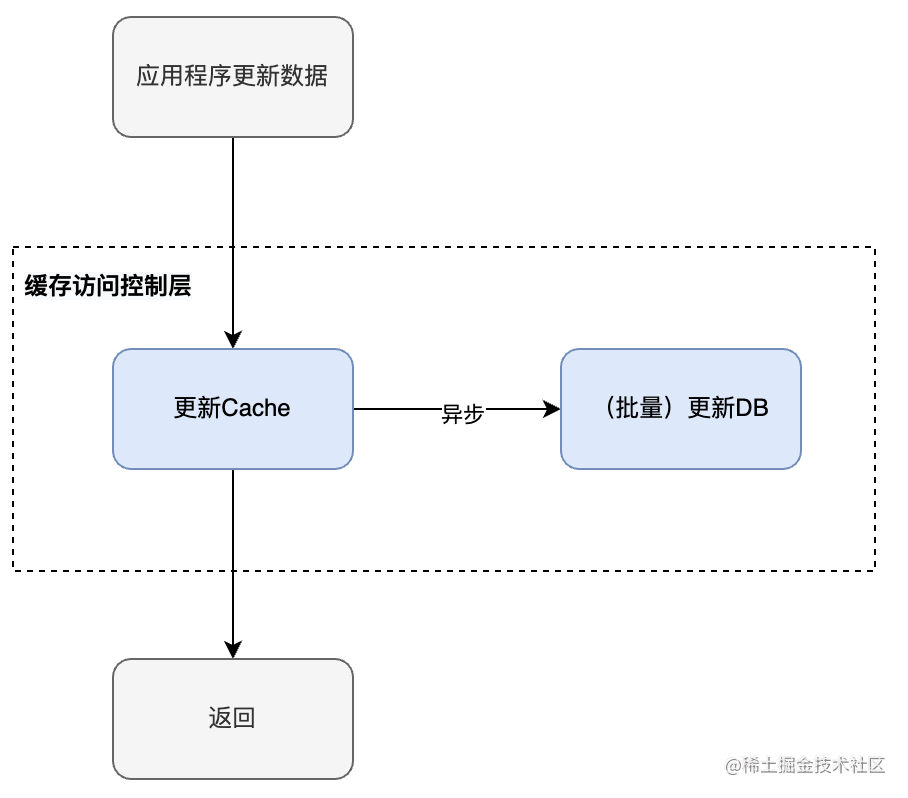 应用程序更新数据
缓存访问控制层
更新Cache
异步
（批量）更新DB
返回
@稀土掘金技术社区